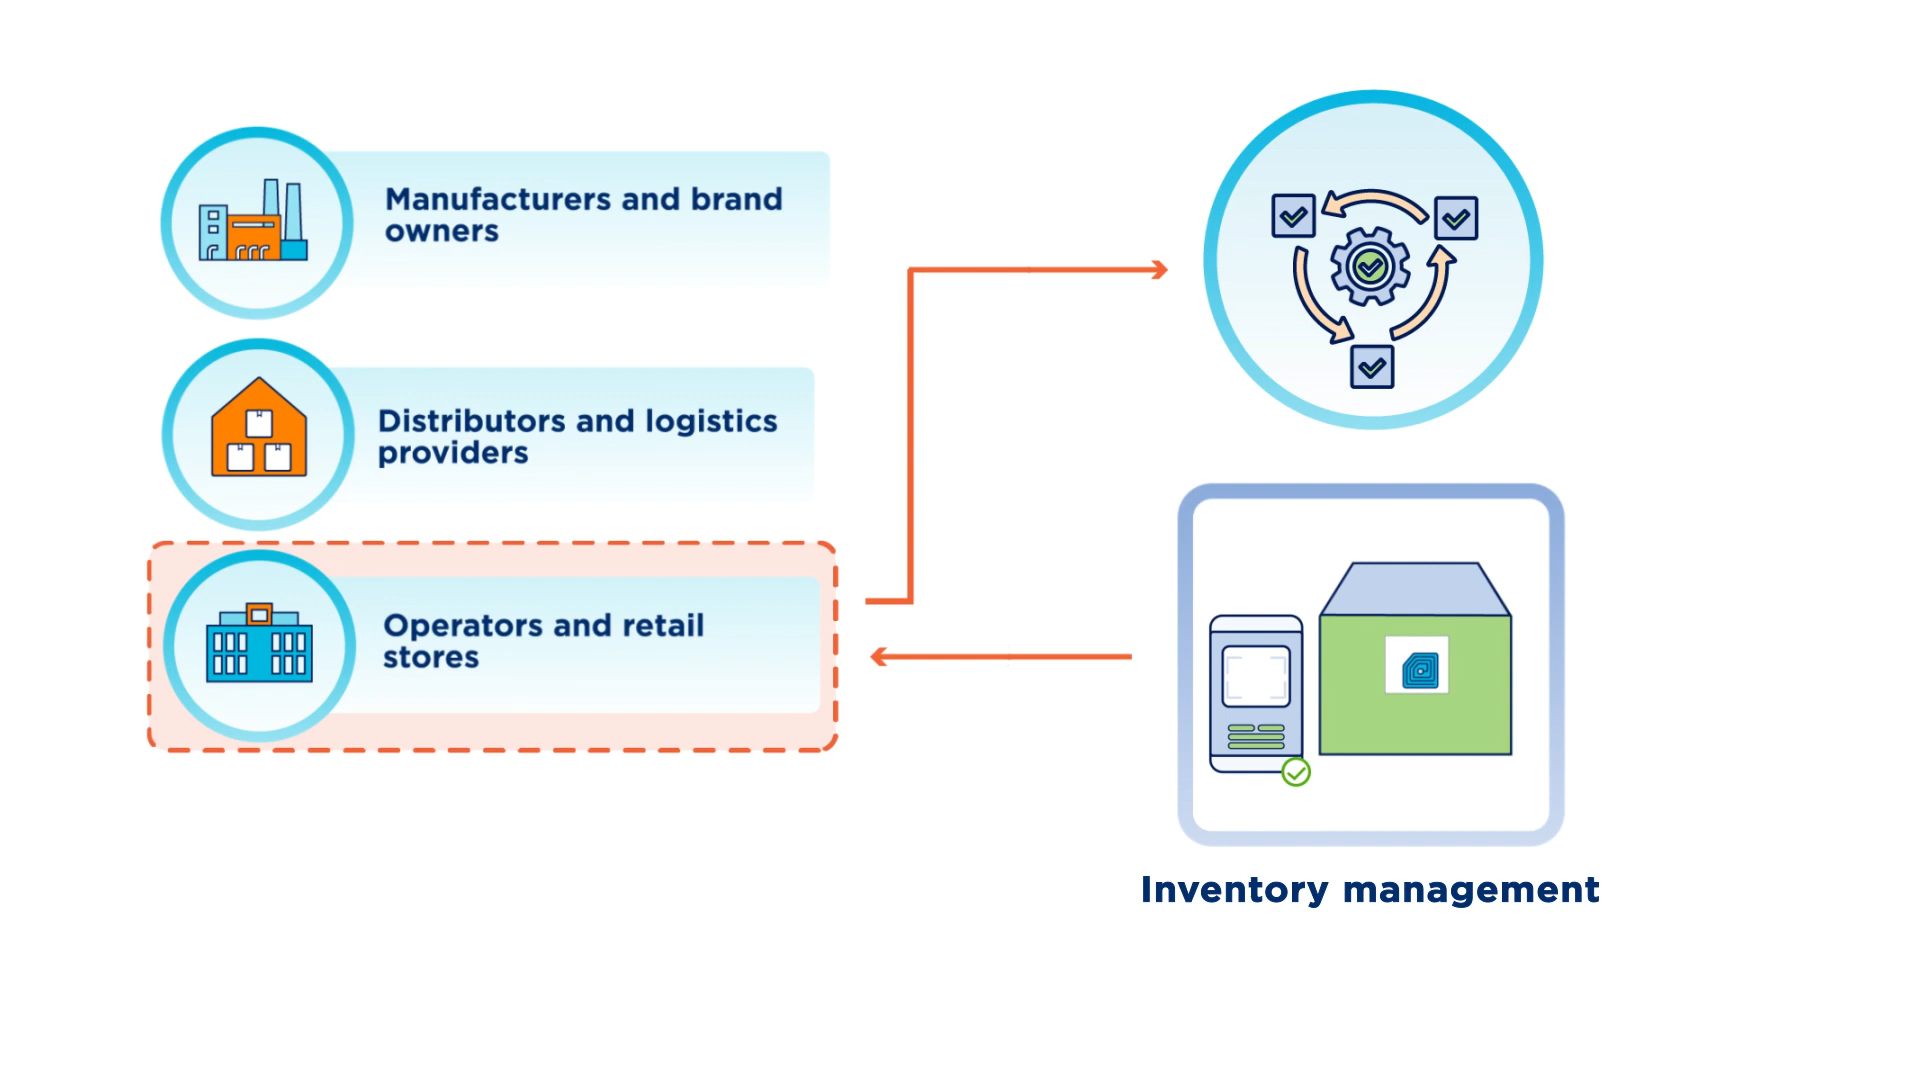 Manufacturers and brand
owners
Distributors and logistics
providers
Operators and retail
stores
Inventory management